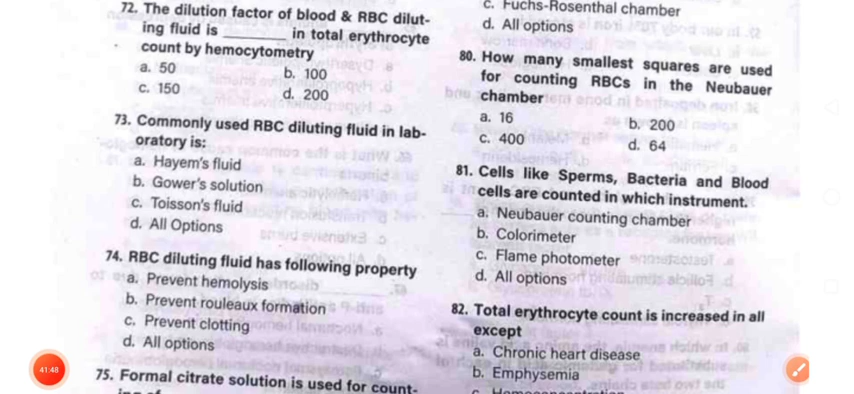 72. The dilution factor of blood & RBC dilut-
ing fluid is ________ in total erythrocyte
count by hemocytometry
a. 50
b. 100
c. 150
d. 200
73. Commonly used RBC diluting fluid in lab-
oratory is:
a. Hayem's fluid
b. Gower's solution
c. Toisson's fluid
d. All Options
74. RBC diluting fluid has following property
a. Prevent hemolysis
b. Prevent rouleaux formation
c. Prevent clotting
d. All options
75. Formal citrate solution is used for count-
c. Fuchs-Rosenthal chamber
d. All options
80. How many smallest squares are used
for counting RBCs in the Neubauer
chamber
a. 16
b. 200
c. 400
d. 64
81. Cells like Sperms, Bacteria and Blood
cells are counted in which instrument.
a. Neubauer counting chamber
b. Colorimeter
c. Flame photometer
d. All options
82. Total erythrocyte count is increased in all
except
a. Chronic heart disease
b. Emphysemia
41:48